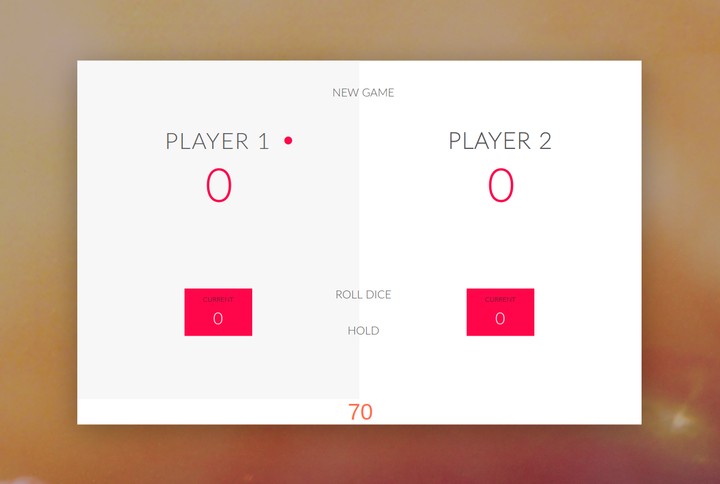 NEW GAME
PLAYER 1
0
PLAYER 2
0
CURRENT
0
CURRENT
0
ROLL DICE
HOLD
70